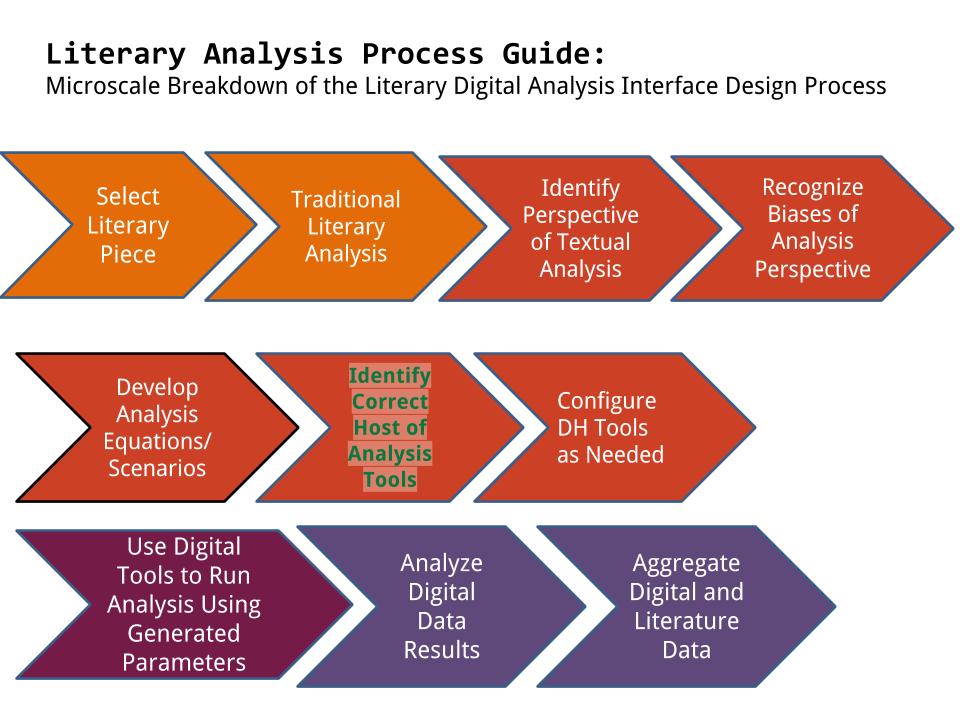 Literary Analysis Process Guide:
Microscale Breakdown of the Literary Digital Analysis Interface Design Process
Select
Literary
Piece
Traditional
Literary
Analysis
Identify
Perspective
of Textual
Analysis
Recognize
Biases of
Analysis
Perspective
Develop
Analysis
Equations/
Scenarios
Identify
Correct
Host of
Analysis
Tools
Configure
DH Tools
as Needed
Use Digital
Tools to Run
Analysis Using
Generated
Parameters
Analyze
Digital
Data
Results
Aggregate
Digital and
Literature
Data